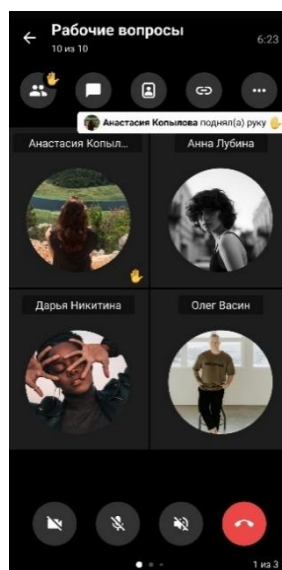 Рабочие вопросы
10 из 10
6:23
Анастасия Копылова поднял(а) руку
Анастасия Копыл...
Анна Лубина
Дарья Никитина
Олег Васин
1 из 3